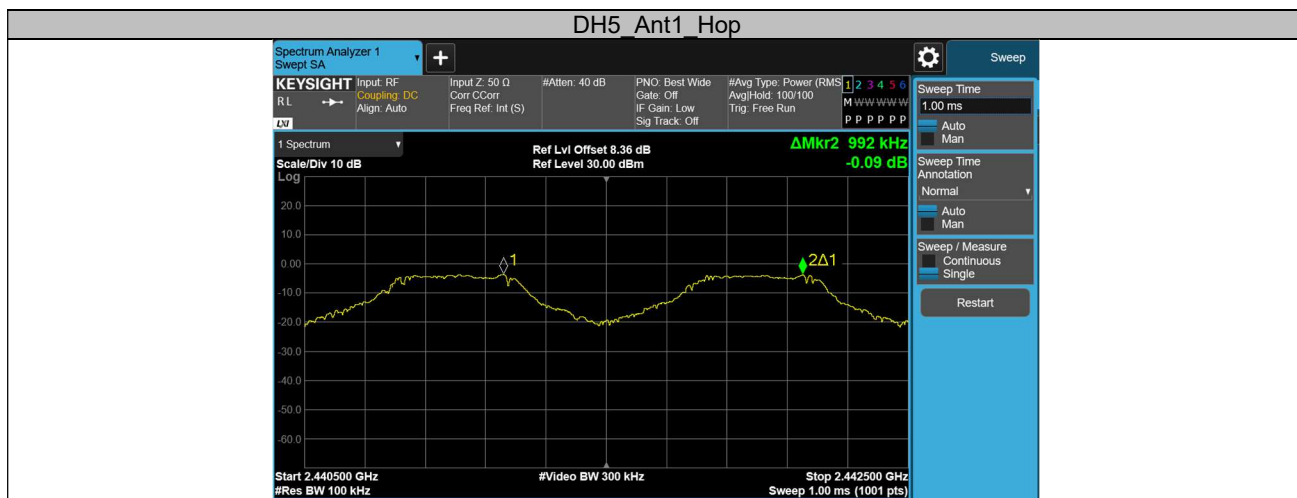 DH5_Ant1_Hop
Spectrum Analyzer 1
Swept SA
+
Sweep
KEYSIGHT
RL
LXI
Input: RF
Coupling: DC
Align: Auto
Input Z: 50 Ω
Corr CCorr
Freq Ref: Int (S)
#Atten: 40 dB
PNO: Best Wide
Gate: Off
IF Gain: Low
Sig Track: Off
#Avg Type: Power (RMS
Avg|Hold: 100/100
Trig: Free Run
1 2 3 4 5 6
M W W W W W
P P P P P P
1 Spectrum
Scale/Div 10 dB
Ref Lvl Offset 8.36 dB
Ref Level 30.00 dBm
ΔMkr2 992 kHz
-0.09 dB
Log
20.0
10.0
0.00
-10.0
-20.0
-30.0
-40.0
-50.0
-60.0
1
2Δ1
Start 2.440500 GHz
#Res BW 100 kHz
#Video BW 300 kHz
Stop 2.442500 GHz
Sweep 1.00 ms (1001 pts)
Sweep Time
1.00 ms
Auto
Man
Sweep Time
Annotation
Normal
Auto
Man
Sweep / Measure
Continuous
Single
Restart